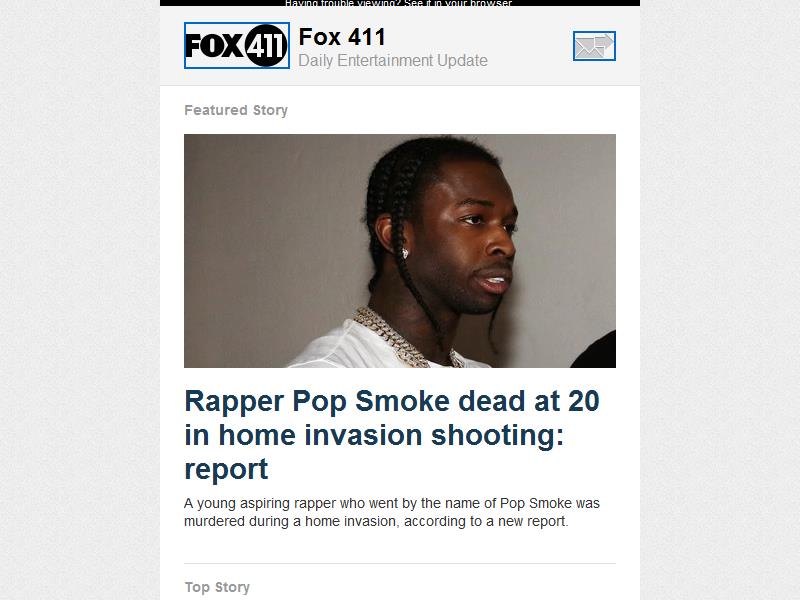 Having trouble viewing? See it in your browser
FOX 411
Fox 411
Daily Entertainment Update
Featured Story
Rapper Pop Smoke dead at 20
in home invasion shooting:
report
A young aspiring rapper who went by the name of Pop Smoke was
murdered during a home invasion, according to a new report.
Top Story